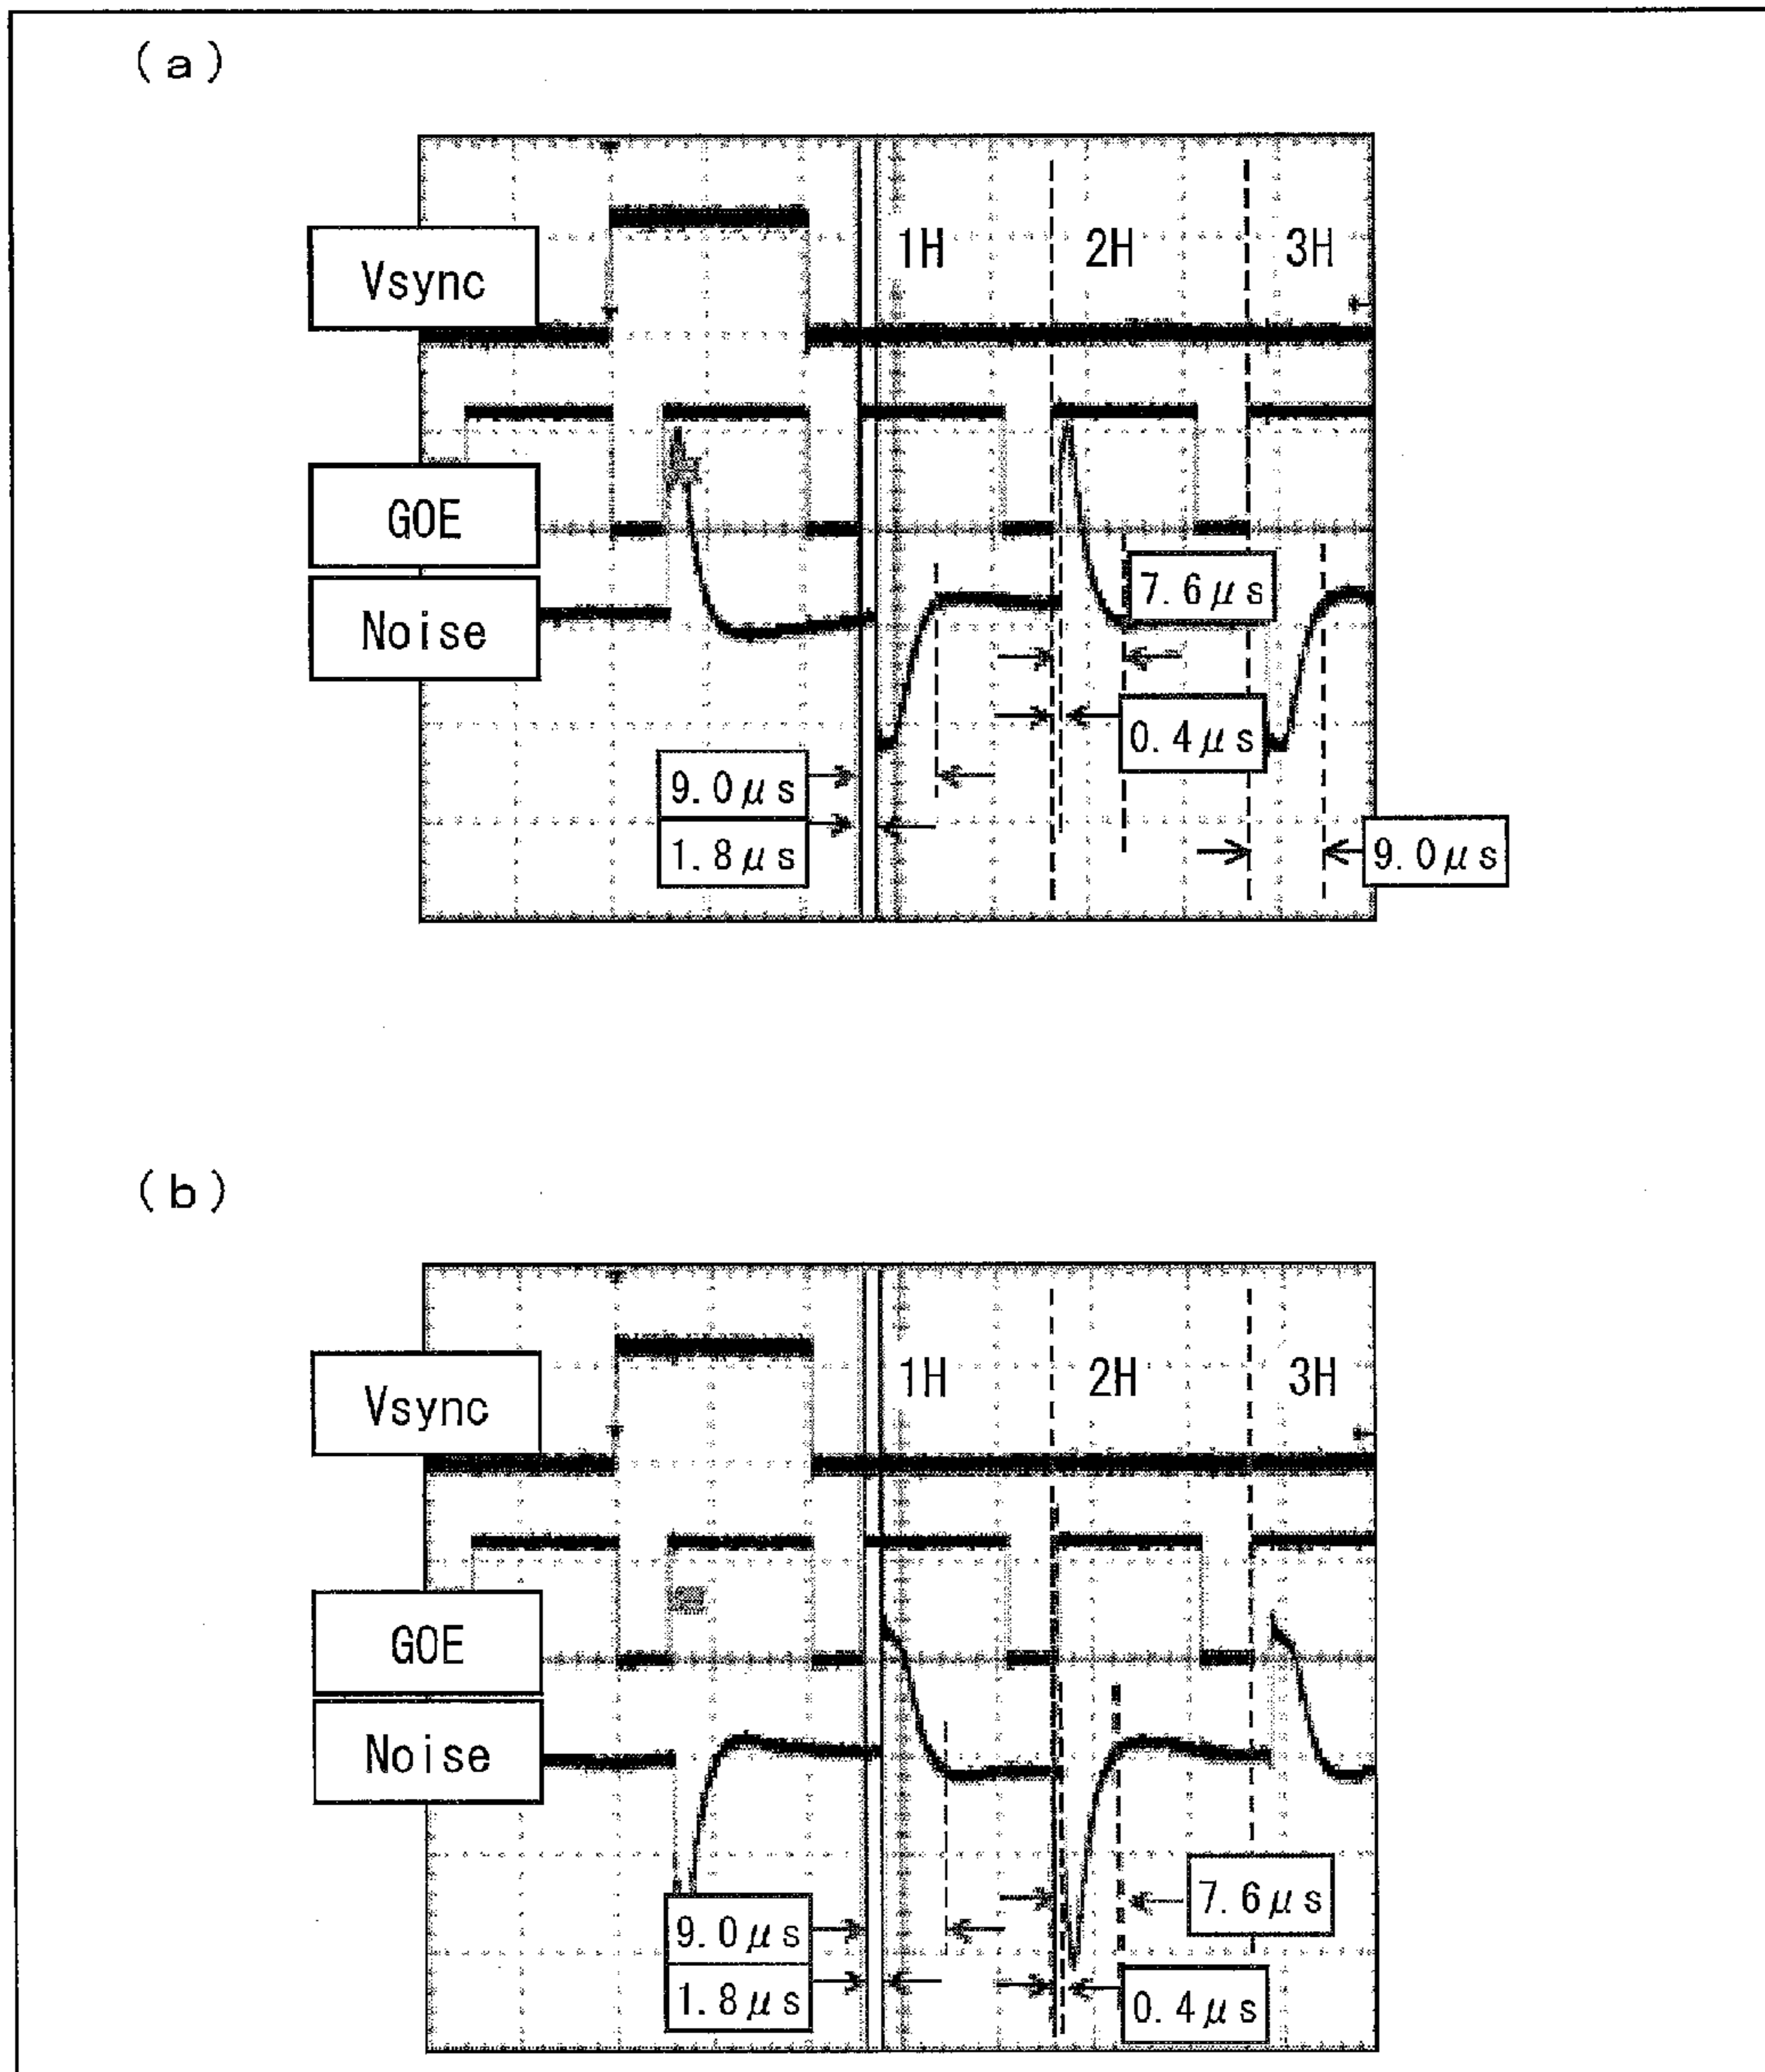 (a)
Vsync
1H 2H 3H
GOE
Noise
7.6μs
0.4μs
9.0μs
1.8μs
9.0μs
(b)
Vsync
1H 2H 3H
GOE
Noise
7.6μs
9.0μs
1.8μs
0.4μs